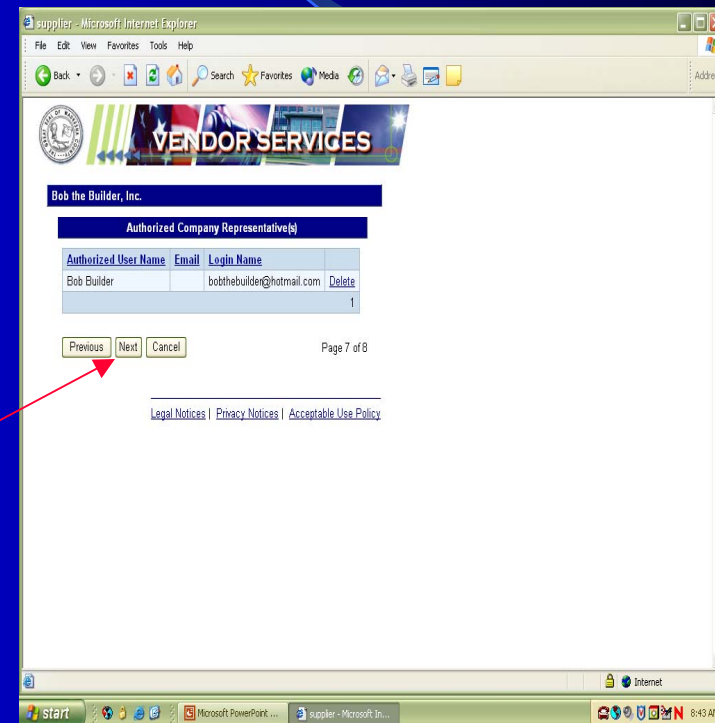 supplier - Microsoft Internet Explorer
File Edit View Favorites Tools Help
Back Search Favorites Media Addre
VENDOR SERVICES
Bob the Builder, Inc.
Authorized Company Representative(s)
Authorized User Name Email Login Name
Bob Builder bobthebuilder@hotmail.com Delete
1
Previous Next Cancel Page 7 of 8
Legal Notices | Privacy Notices | Acceptable Use Policy
Internet
start Microsoft PowerPoint ... supplier - Microsoft In... 8:43 AM